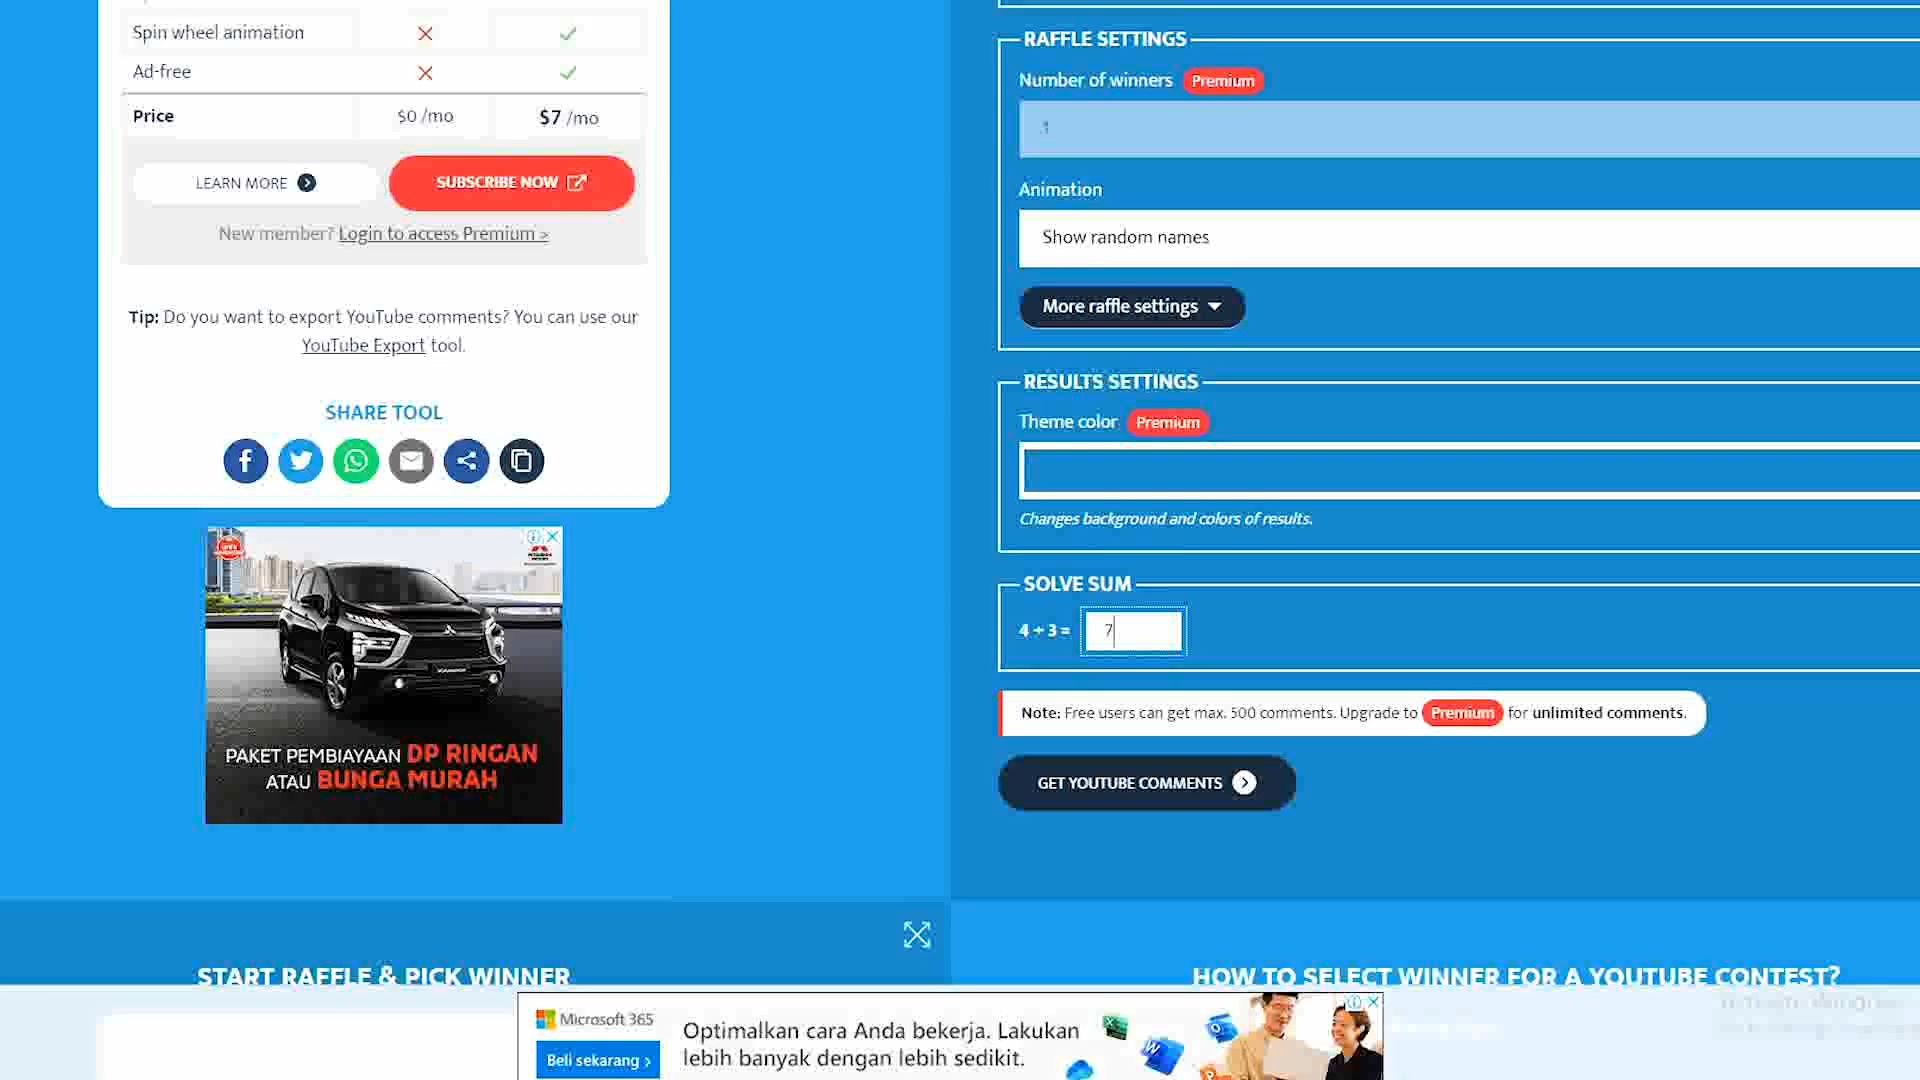 Spin wheel animation
Ad-free
Price $0 /mo $7 /mo
LEARN MORE
SUBSCRIBE NOW
New member? Login to access Premium >
Tip: Do you want to export YouTube comments? You can use our
YouTube Export tool.
SHARE TOOL
PAKET PEMBIAYAAN DP RINGAN
ATAU BUNGA MURAH
START RAFFLE & PICK WINNER
RAFFLE SETTINGS
Number of winners Premium
1
Animation
Show random names
More raffle settings
RESULTS SETTINGS
Theme color Premium
Changes background and colors of results.
SOLVE SUM
4 + 3 = 7
Note: Free users can get max. 500 comments. Upgrade to Premium for unlimited comments.
GET YOUTUBE COMMENTS
HOW TO SELECT WINNER FOR A YOUTUBE CONTEST?
Microsoft 365
Beli sekarang >
Optimalkan cara Anda bekerja. Lakukan
lebih banyak dengan lebih sedikit.